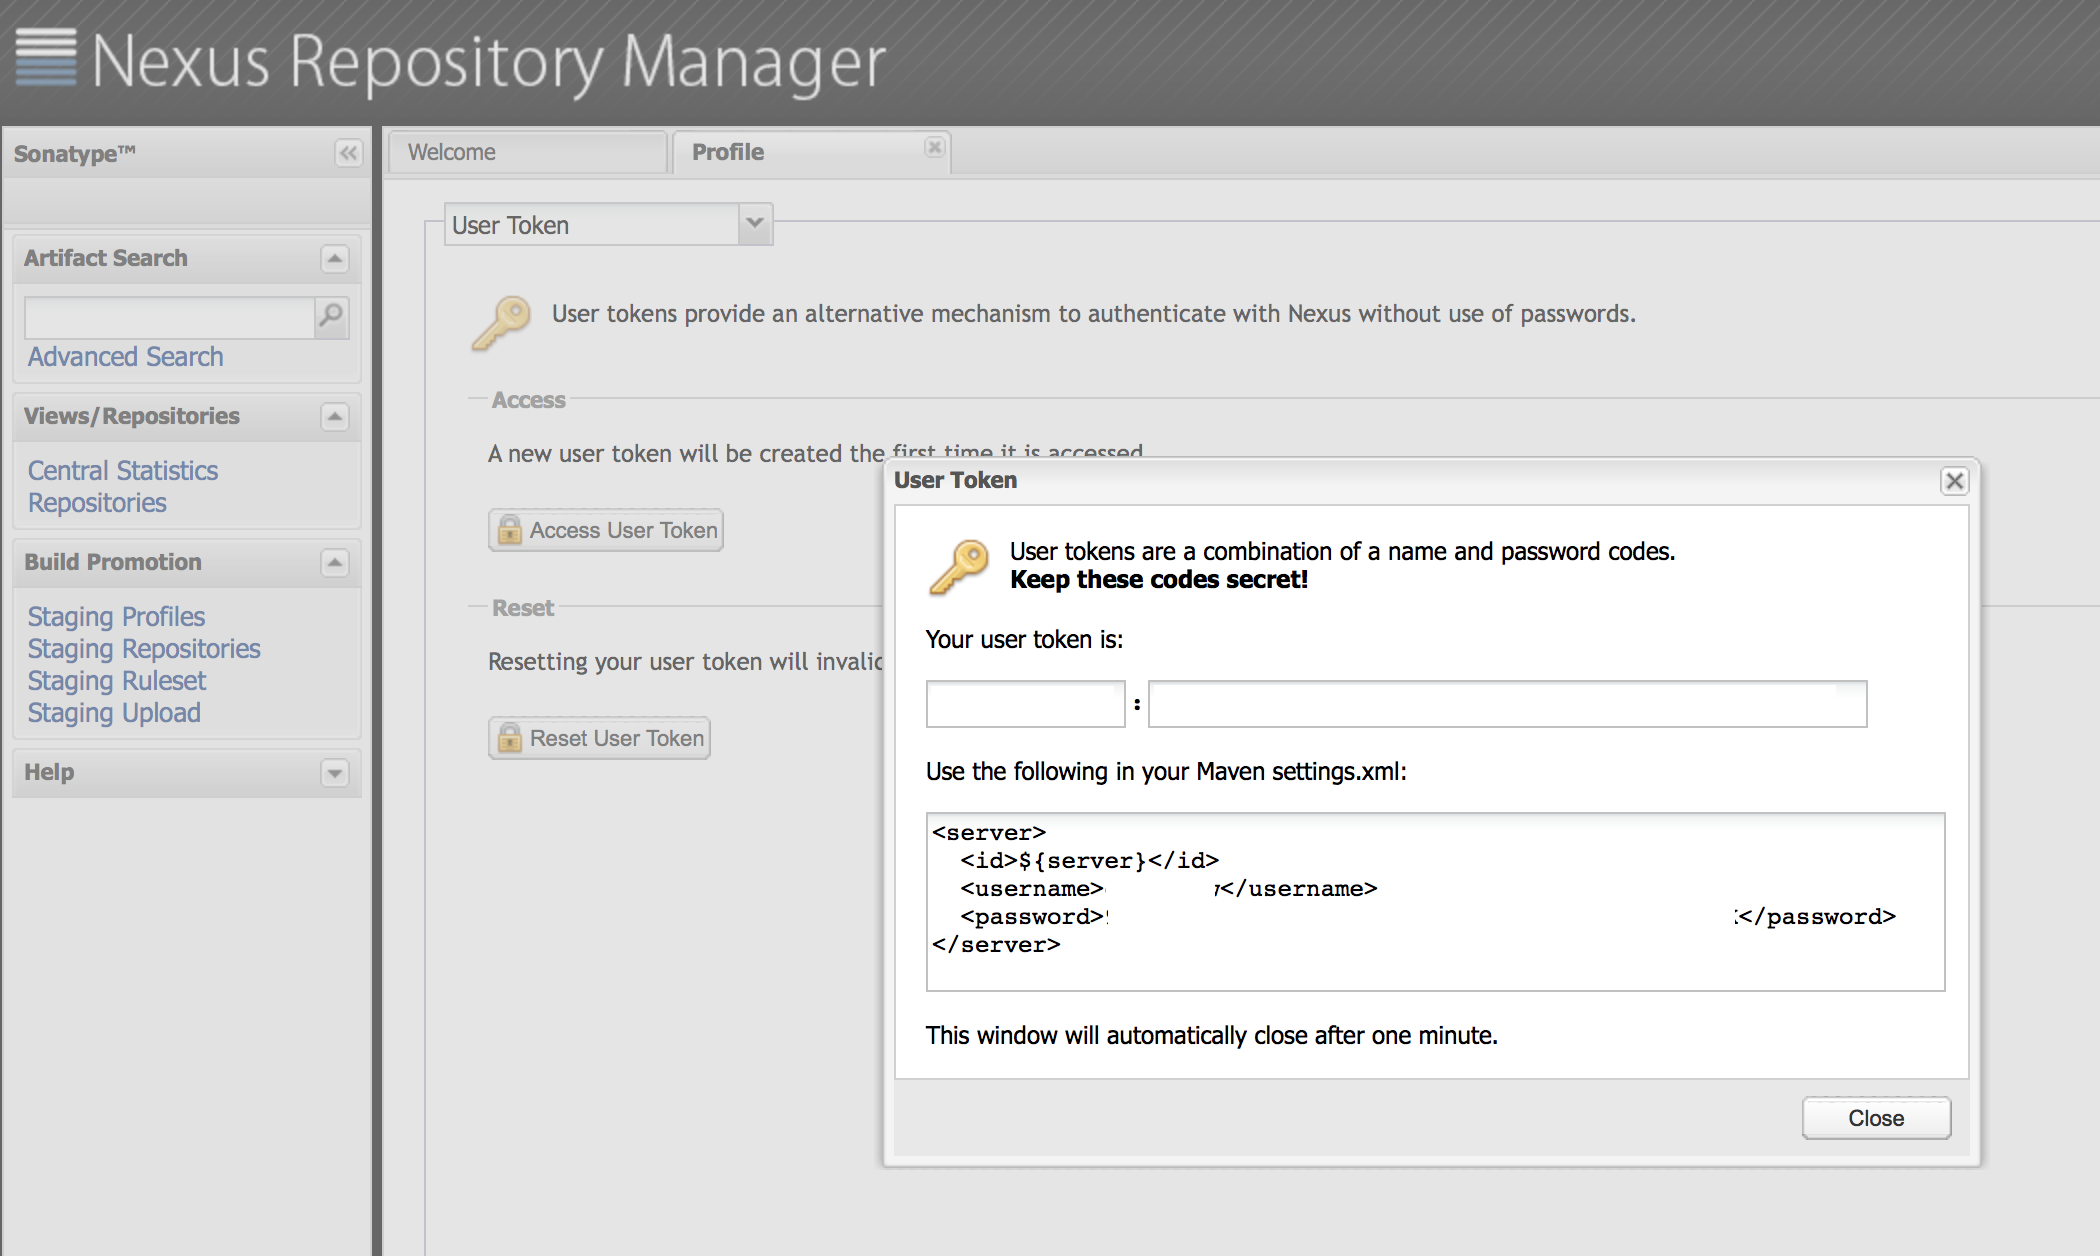 Nexus Repository Manager
Sonatype™
Welcome
Profile
User Token
Artifact Search
Advanced Search
Views/Repositories
Central Statistics
Repositories
Build Promotion
Staging Profiles
Staging Repositories
Staging Ruleset
Staging Upload
Help
User tokens provide an alternative mechanism to authenticate with Nexus without use of passwords.
Access
A new user token will be created the first time it is accessed
Access User Token
Reset
Resetting your user token will
Reset User Token
User Token
User tokens are a combination of a name and password codes.
Keep these codes secret!
Your user token is:
:
Use the following in your Maven settings.xml:
<server>
<id>${server}</id>
<username> </username>
<password> </password>
</server>
This window will automatically close after one minute.
Close